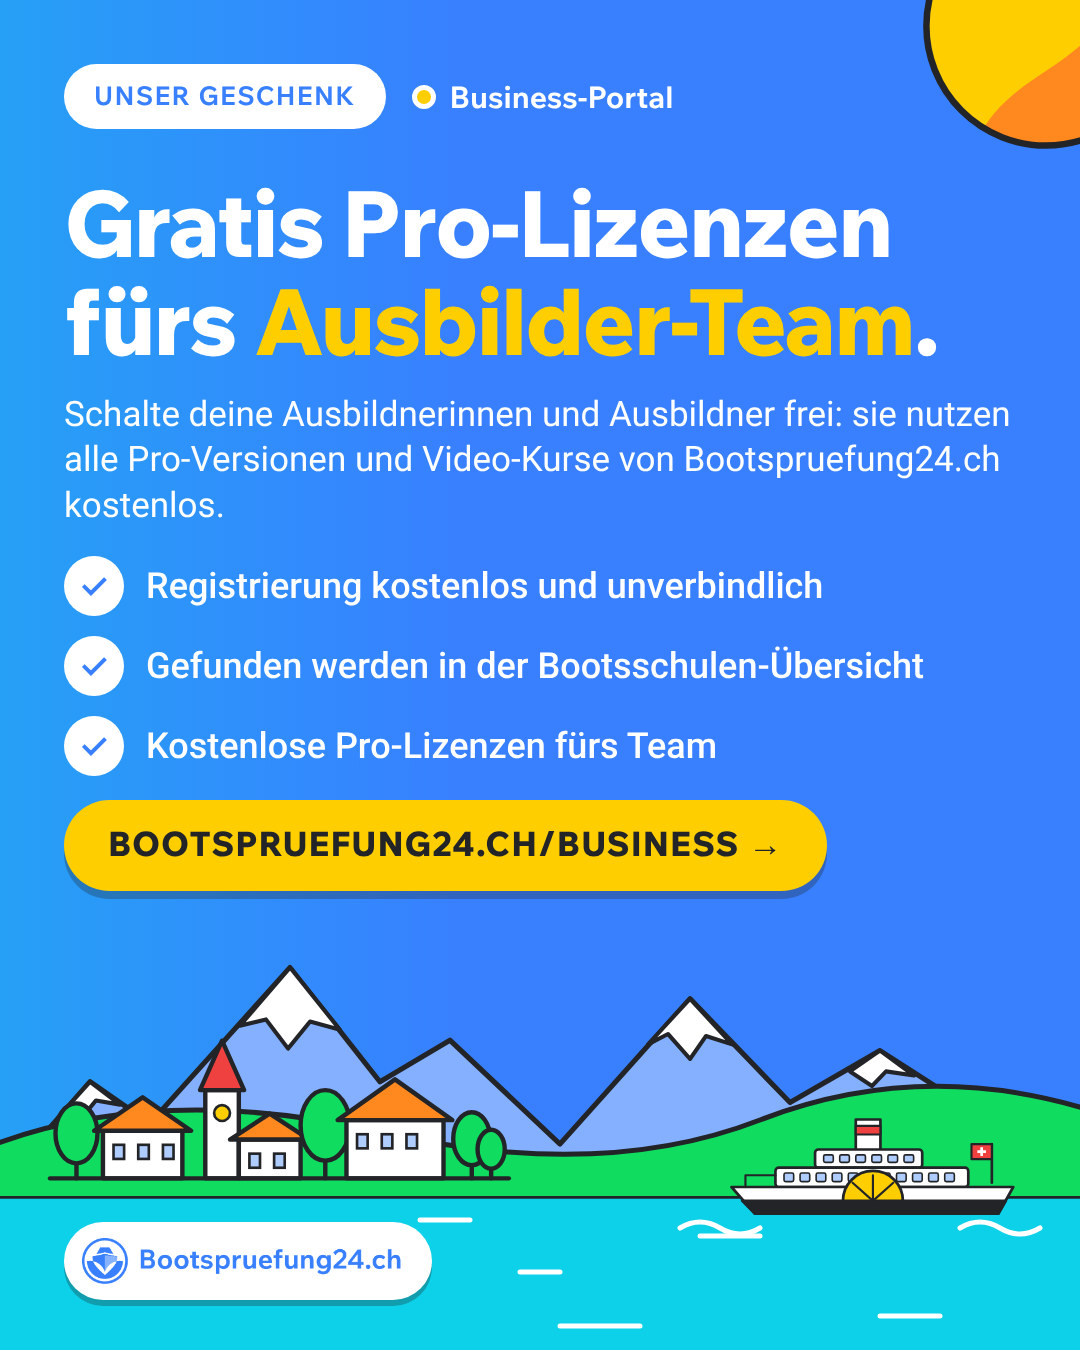 UNSER GESCHENK
Business-Portal
Gratis Pro-Lizenzen
fürs Ausbilder-Team.
Schalte deine Ausbildnerinnen und Ausbildner frei: sie nutzen
alle Pro-Versionen und Video-Kurse von Bootspruefung24.ch
kostenlos.
Registrierung kostenlos und unverbindlich
Gefunden werden in der Bootsschulen-Übersicht
Kostenlose Pro-Lizenzen fürs Team
BOOTSPRUEFUNG24.CH/BUSINESS →
Bootspruefung24.ch